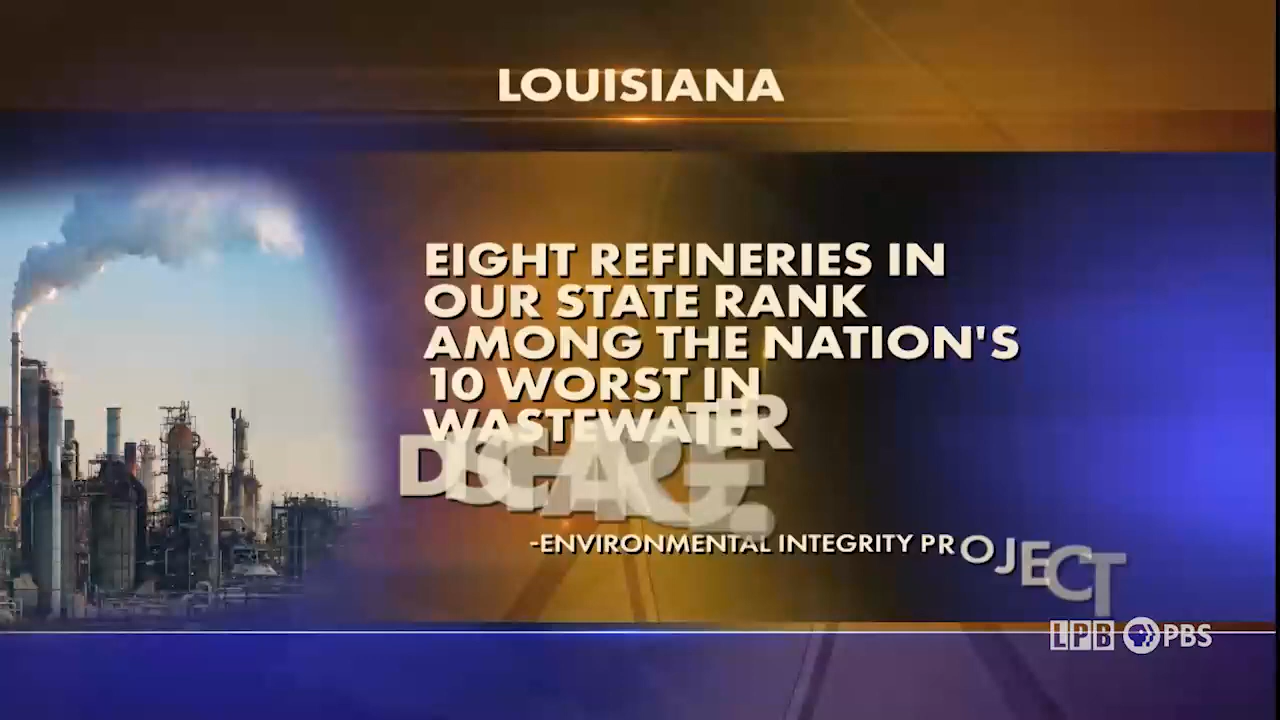 LOUISIANA
EIGHT REFINERIES IN
OUR STATE RANK
AMONG THE NATION'S
10 WORST IN
WASTEWATER
DISCHARGE.
-ENVIRONMENTAL INTEGRITY PROJECT
LPB PBS